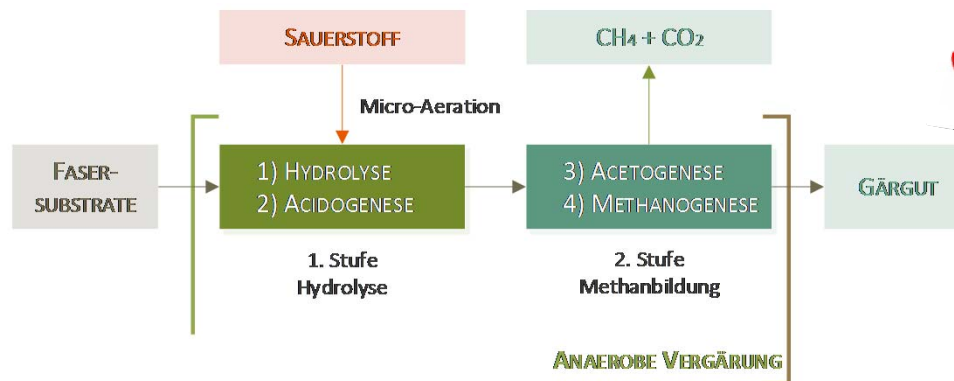 SAUERSTOFF
CH4 + CO2
Micro-Aeration
FASER-
SUBSTRATE
1) HYDROLYSE
2) ACIDOGENESE
3) ACETOGENESE
4) METHANOGENESE
GÄRGUT
1. Stufe
Hydrolyse
2. Stufe
Methanbildung
ANAEROBE VERGÄRUNG